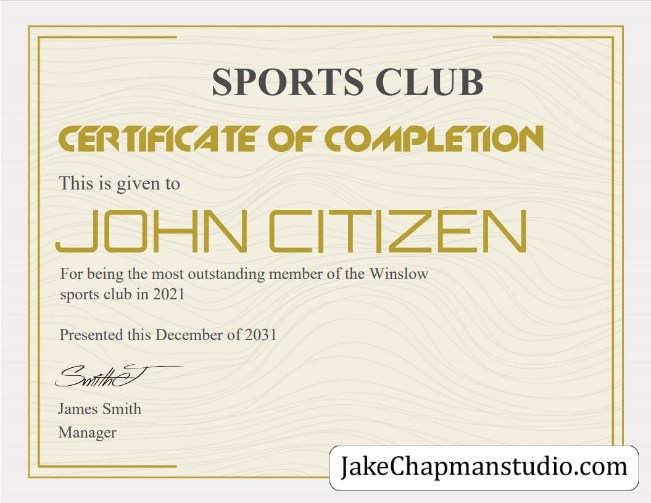 SPORTS CLUB
CERTIFICATE OF COMPLETION
This is given to
JOHN CITIZEN
For being the most outstanding member of the Winslow
sports club in 2021
Presented this December of 2031
SmithJ
James Smith
Manager
JakeChapmanstudio.com